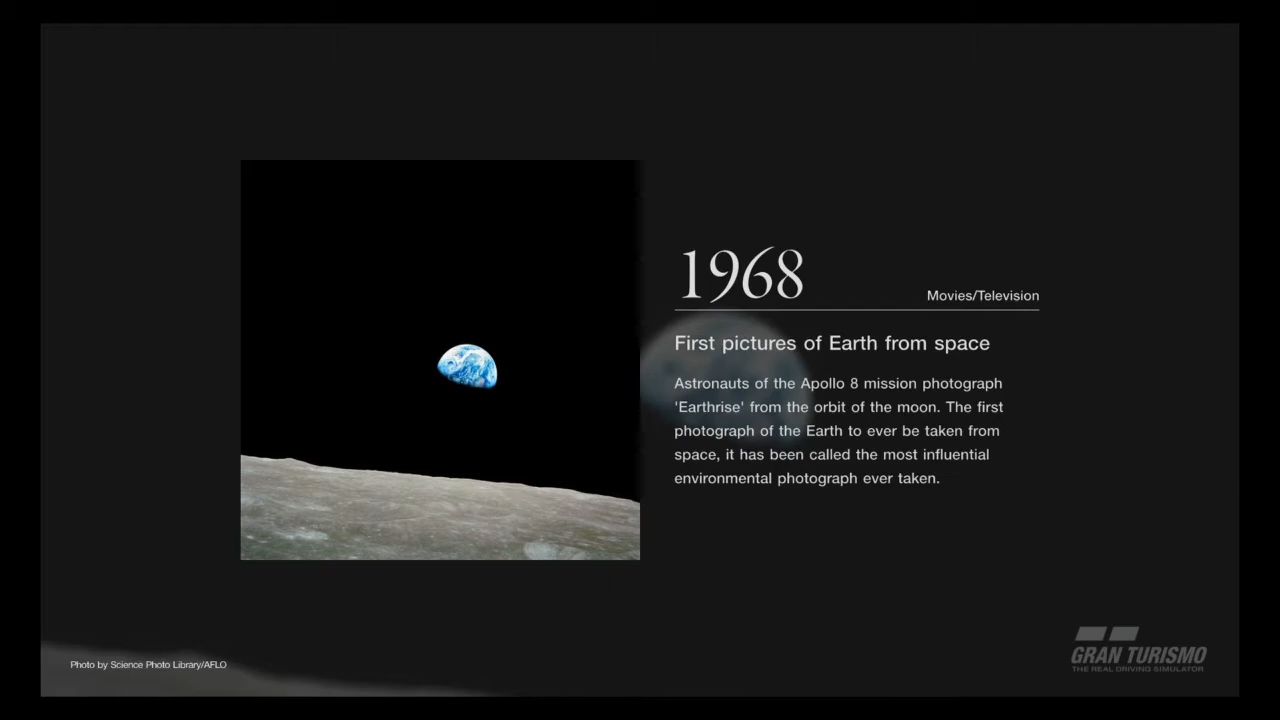 1968
Movies/Television
First pictures of Earth from space
Astronauts of the Apollo 8 mission photograph
'Earthrise' from the orbit of the moon. The first
photograph of the Earth to ever be taken from
space, it has been called the most influential
environmental photograph ever taken.
Photo by Science Photo Library/AFLO
GRAN TURISMO
THE REAL DRIVING SIMULATOR